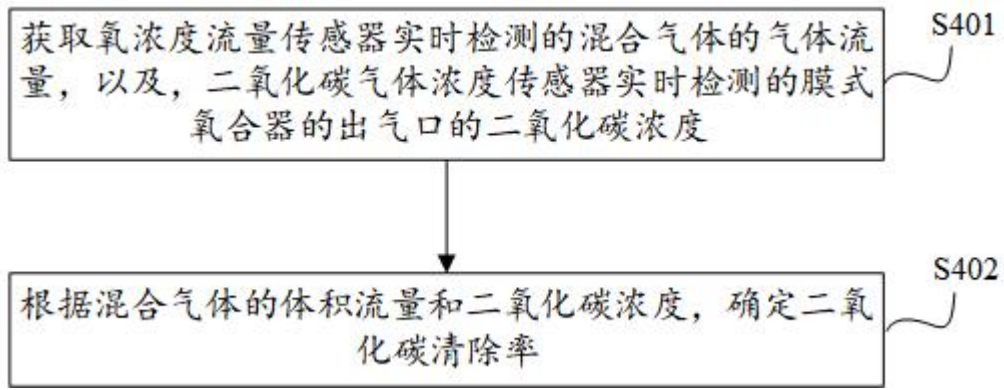 获取氧浓度流量传感器实时检测的混合气体的气体流
量，以及，二氧化碳气体浓度传感器实时检测的膜式
氧合器的出气口的二氧化碳浓度
S401
根据混合气体的体积流量和二氧化碳浓度，确定二氧
化碳清除率
S402